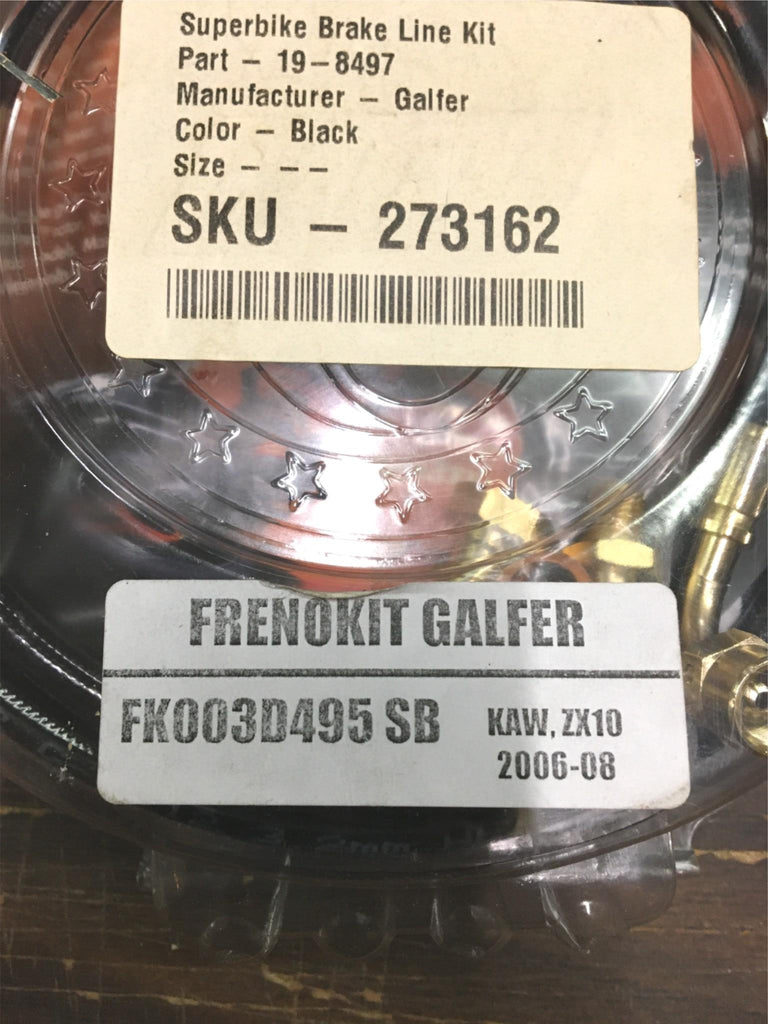 Superbike Brake Line Kit
Part – 19–8497
Manufacturer – Galfer
Color – Black
Size – – –
SKU – 273162
FRENOKIT GALFER
FK003D495 SB
KAW, ZX10
2006-08